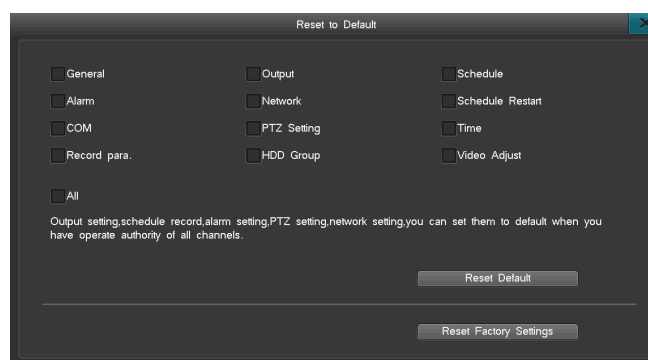 Reset to Default
General Output Schedule
Alarm Network Schedule Restart
COM PTZ Setting Time
Record para. HDD Group Video Adjust
All
Output setting,schedule record,alarm setting,PTZ setting,network setting,you can set them to default when you
have operate authority of all channels.
Reset Default
Reset Factory Settings